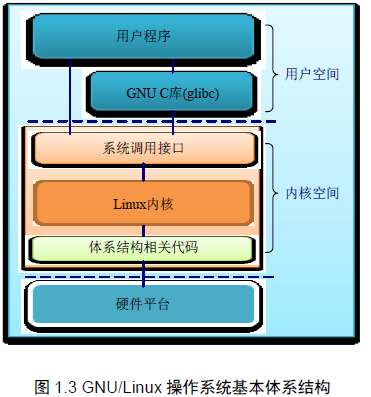 用户程序
用户空间
GNU C库(glibc)
系统调用接口
内核空间
Linux内核
体系结构相关代码
硬件平台
图 1.3 GNU/Linux 操作系统基本体系结构